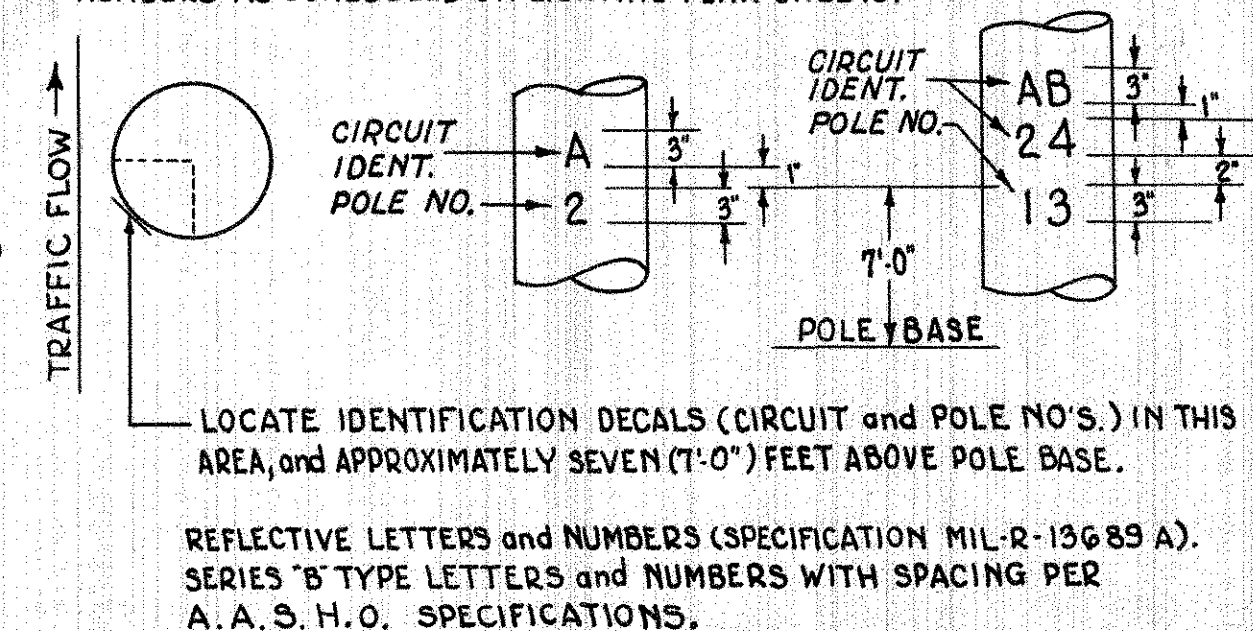 TRAFFIC FLOW
CIRCUIT
IDENT.
POLE NO.
A
2
3"
1"
3"
CIRCUIT
IDENT.
POLE NO.
AB
24
13
3"
1"
2"
3"
7'-0"
POLE BASE
LOCATE IDENTIFICATION DECALS (CIRCUIT and POLE NO'S.) IN THIS
AREA, and APPROXIMATELY SEVEN (7'-0") FEET ABOVE POLE BASE.
REFLECTIVE LETTERS and NUMBERS (SPECIFICATION MIL-R-13689 A).
SERIES "B" TYPE LETTERS and NUMBERS WITH SPACING PER
A.A.S.H.O. SPECIFICATIONS.